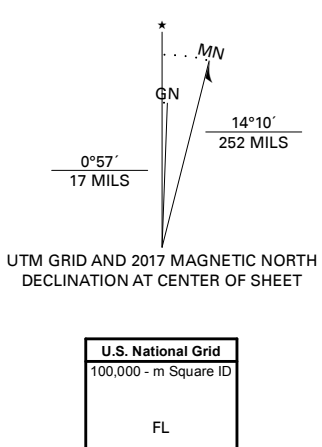 ★
MN
GN
14°10´
252 MILS
0°57´
17 MILS
UTM GRID AND 2017 MAGNETIC NORTH
DECLINATION AT CENTER OF SHEET
U.S. National Grid
100,000 - m Square ID
FL